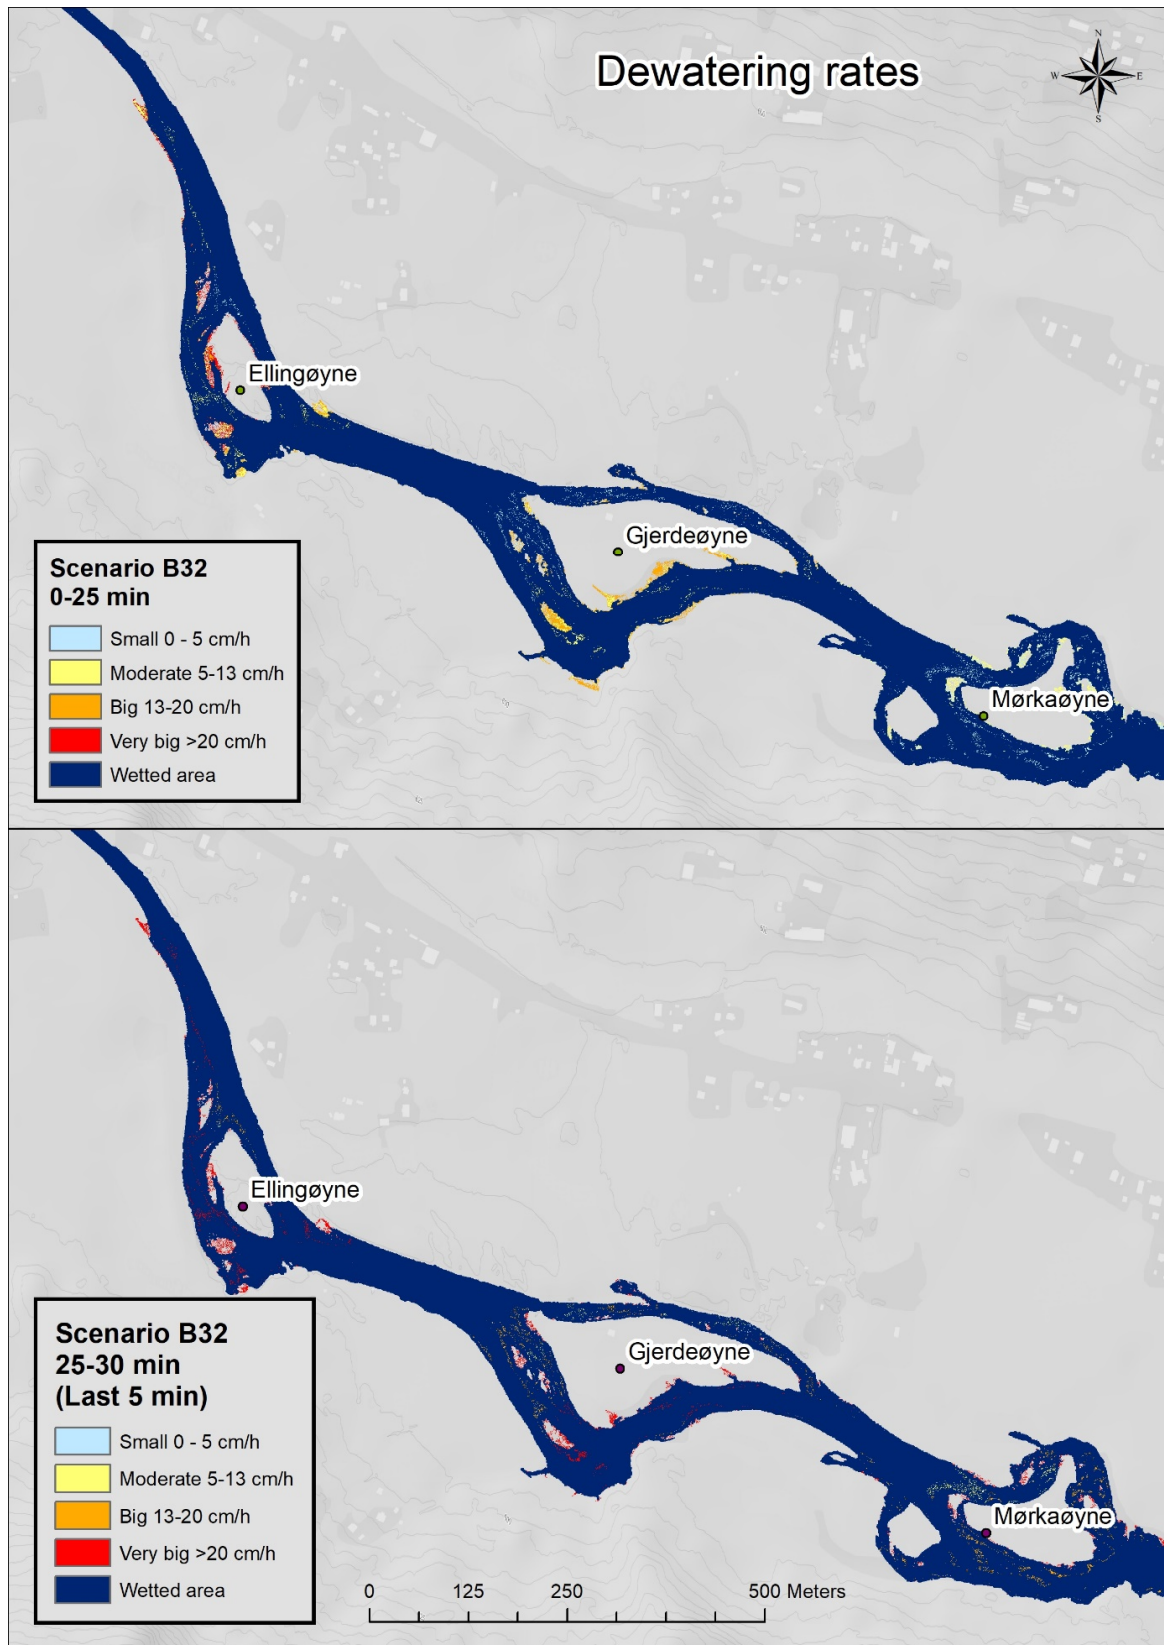 Dewatering rates
N
W
E
S
Ellingøyne
Gjerdeøyne
Mørkaøyne
Scenario B32
0-25 min
Small 0 - 5 cm/h
Moderate 5-13 cm/h
Big 13-20 cm/h
Very big >20 cm/h
Wetted area
Ellingøyne
Gjerdeøyne
Mørkaøyne
Scenario B32
25-30 min
(Last 5 min)
Small 0 - 5 cm/h
Moderate 5-13 cm/h
Big 13-20 cm/h
Very big >20 cm/h
Wetted area
0 125 250 500 Meters